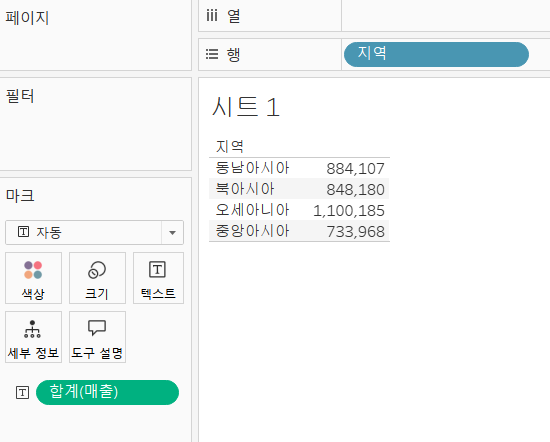 페이지
열
행
지역
필터
시트 1
지역
동남아시아 884,107
북아시아 848,180
오세아니아 1,100,185
중앙아시아 733,968
마크
자동
색상 크기 텍스트
세부 정보 도구 설명
합계(매출)